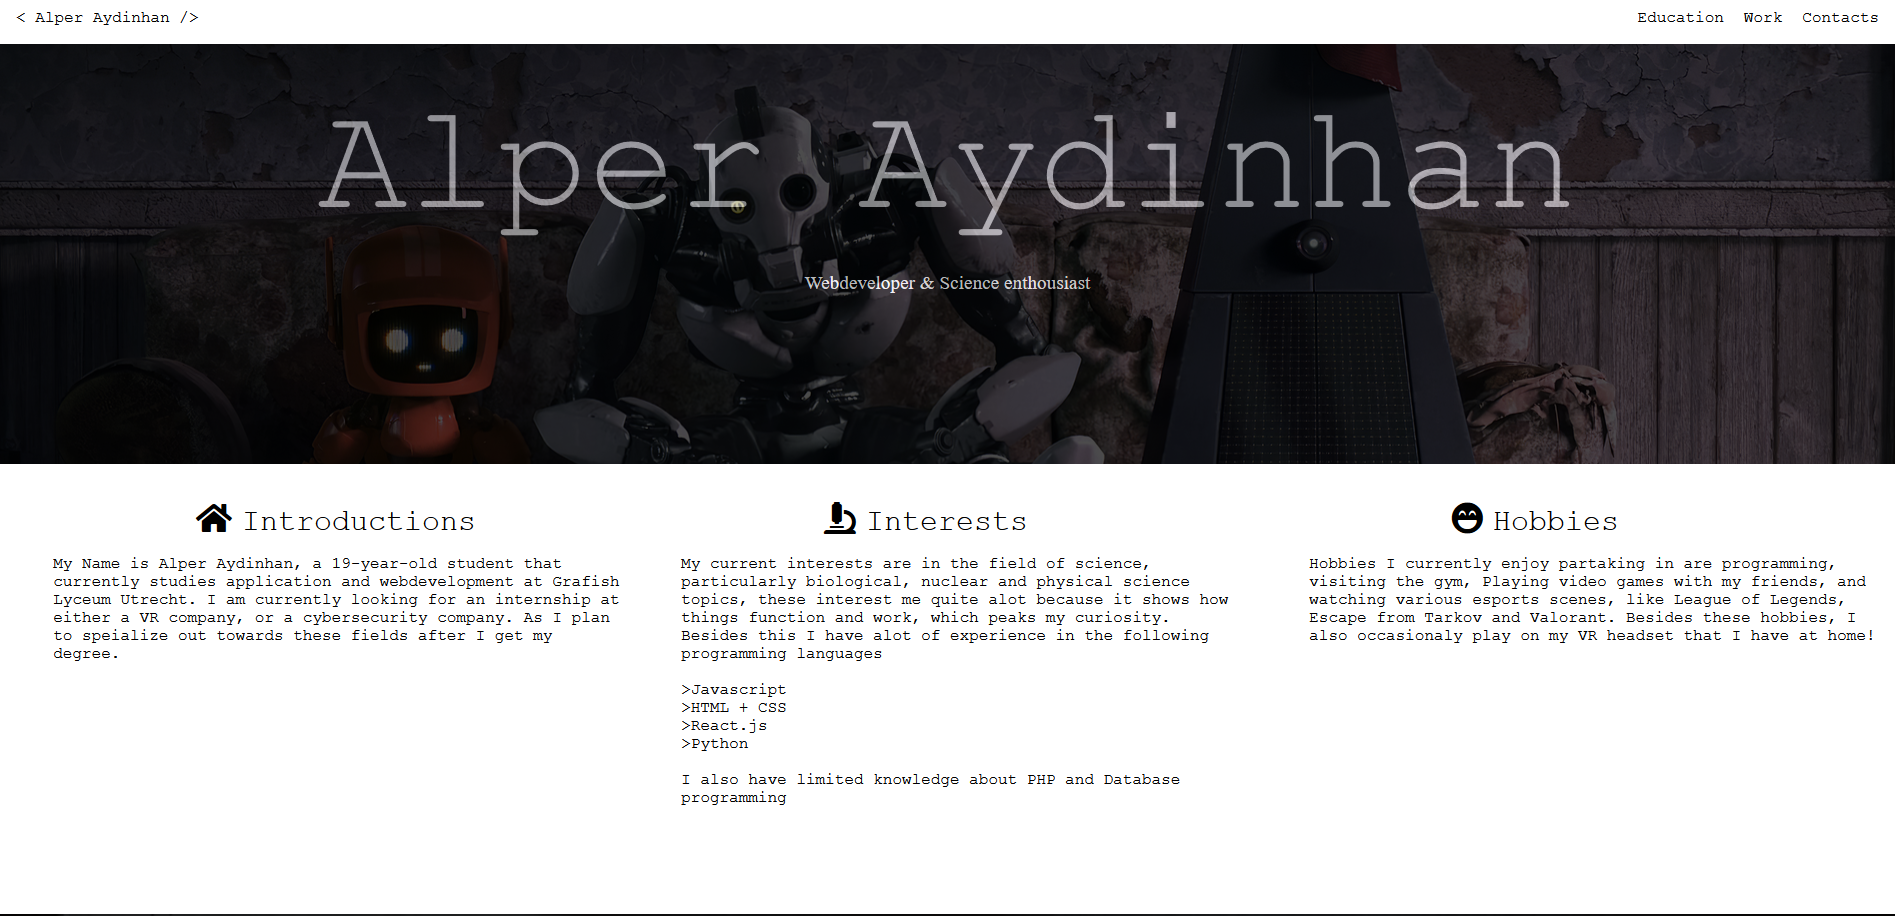 < Alper Aydinhan />
Education Work Contacts
Alper Aydinhan
Webdeveloper & Science enthousiast
Introductions
My Name is Alper Aydinhan, a 19-year-old student that
currently studies application and webdevelopment at Grafish
Lyceum Utrecht. I am currently looking for an internship at
either a VR company, or a cybersecurity company. As I plan
to speialize out towards these fields after I get my
degree.
Interests
My current interests are in the field of science,
particularly biological, nuclear and physical science
topics, these interest me quite alot because it shows how
things function and work, which peaks my curiosity.
Besides this I have alot of experience in the following
programming languages
>Javascript
>HTML + CSS
>React.js
>Python
I also have limited knowledge about PHP and Database
programming
Hobbies
Hobbies I currently enjoy partaking in are programming,
visiting the gym, Playing video games with my friends, and
watching various esports scenes, like League of Legends,
Escape from Tarkov and Valorant. Besides these hobbies, I
also occasionaly play on my VR headset that I have at home!